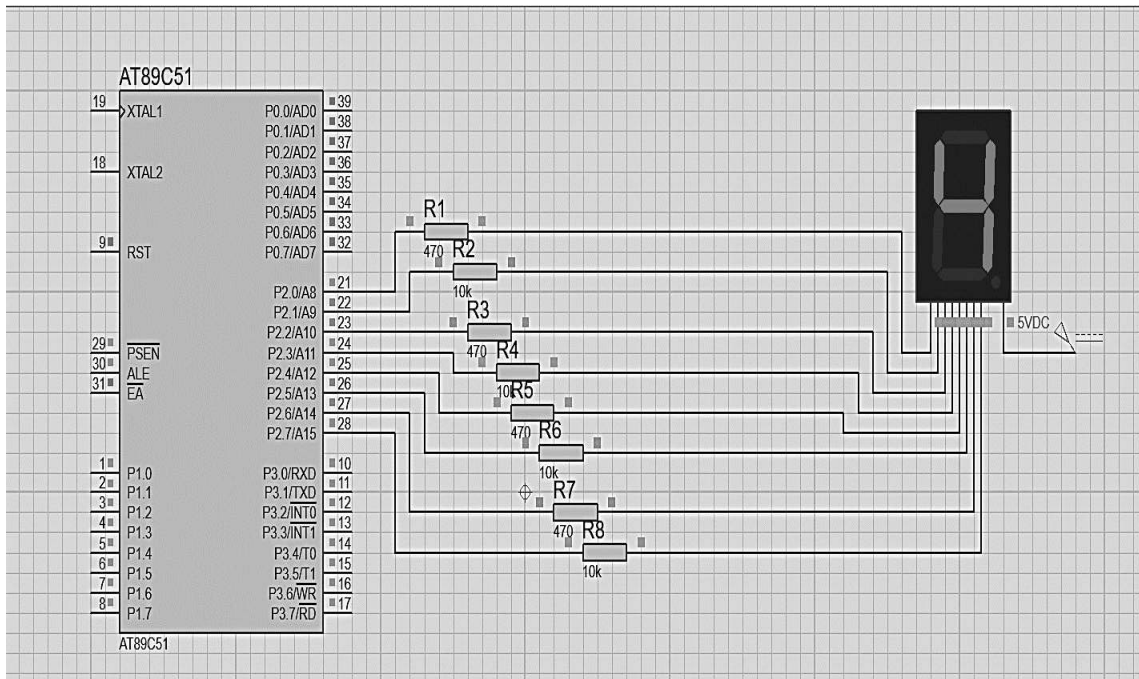 AT89C51
19 XTAL1
18 XTAL2
9 RST
29 PSEN
30 ALE
31 EA
1 P1.0
2 P1.1
3 P1.2
4 P1.3
5 P1.4
6 P1.5
7 P1.6
8 P1.7
P0.0/AD0 39
P0.1/AD1 38
P0.2/AD2 37
P0.3/AD3 36
P0.4/AD4 35
P0.5/AD5 34
P0.6/AD6 33
P0.7/AD7 32
P2.0/A8 21
P2.1/A9 22
P2.2/A10 23
P2.3/A11 24
P2.4/A12 25
P2.5/A13 26
P2.6/A14 27
P2.7/A15 28
P3.0/RXD 10
P3.1/TXD 11
P3.2/INT0 12
P3.3/INT1 13
P3.4/T0 14
P3.5/T1 15
P3.6/WR 16
P3.7/RD 17
AT89C51
R1
470
R2
10k
R3
470
R4
10k
R5
470
R6
10k
R7
470
R8
10k
4
5VDC